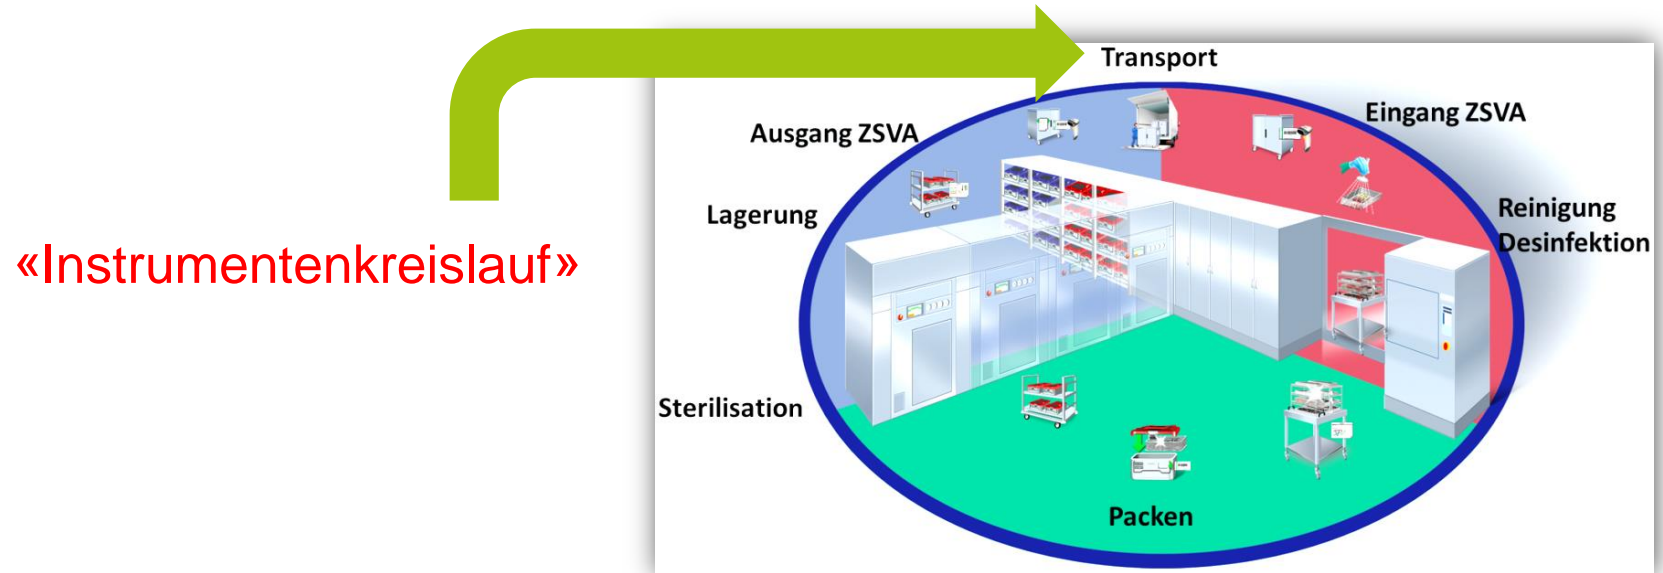 «Instrumentenkreislauf»
Transport
Eingang ZSVA
Ausgang ZSVA
Reinigung
Desinfektion
Lagerung
Sterilisation
Packen